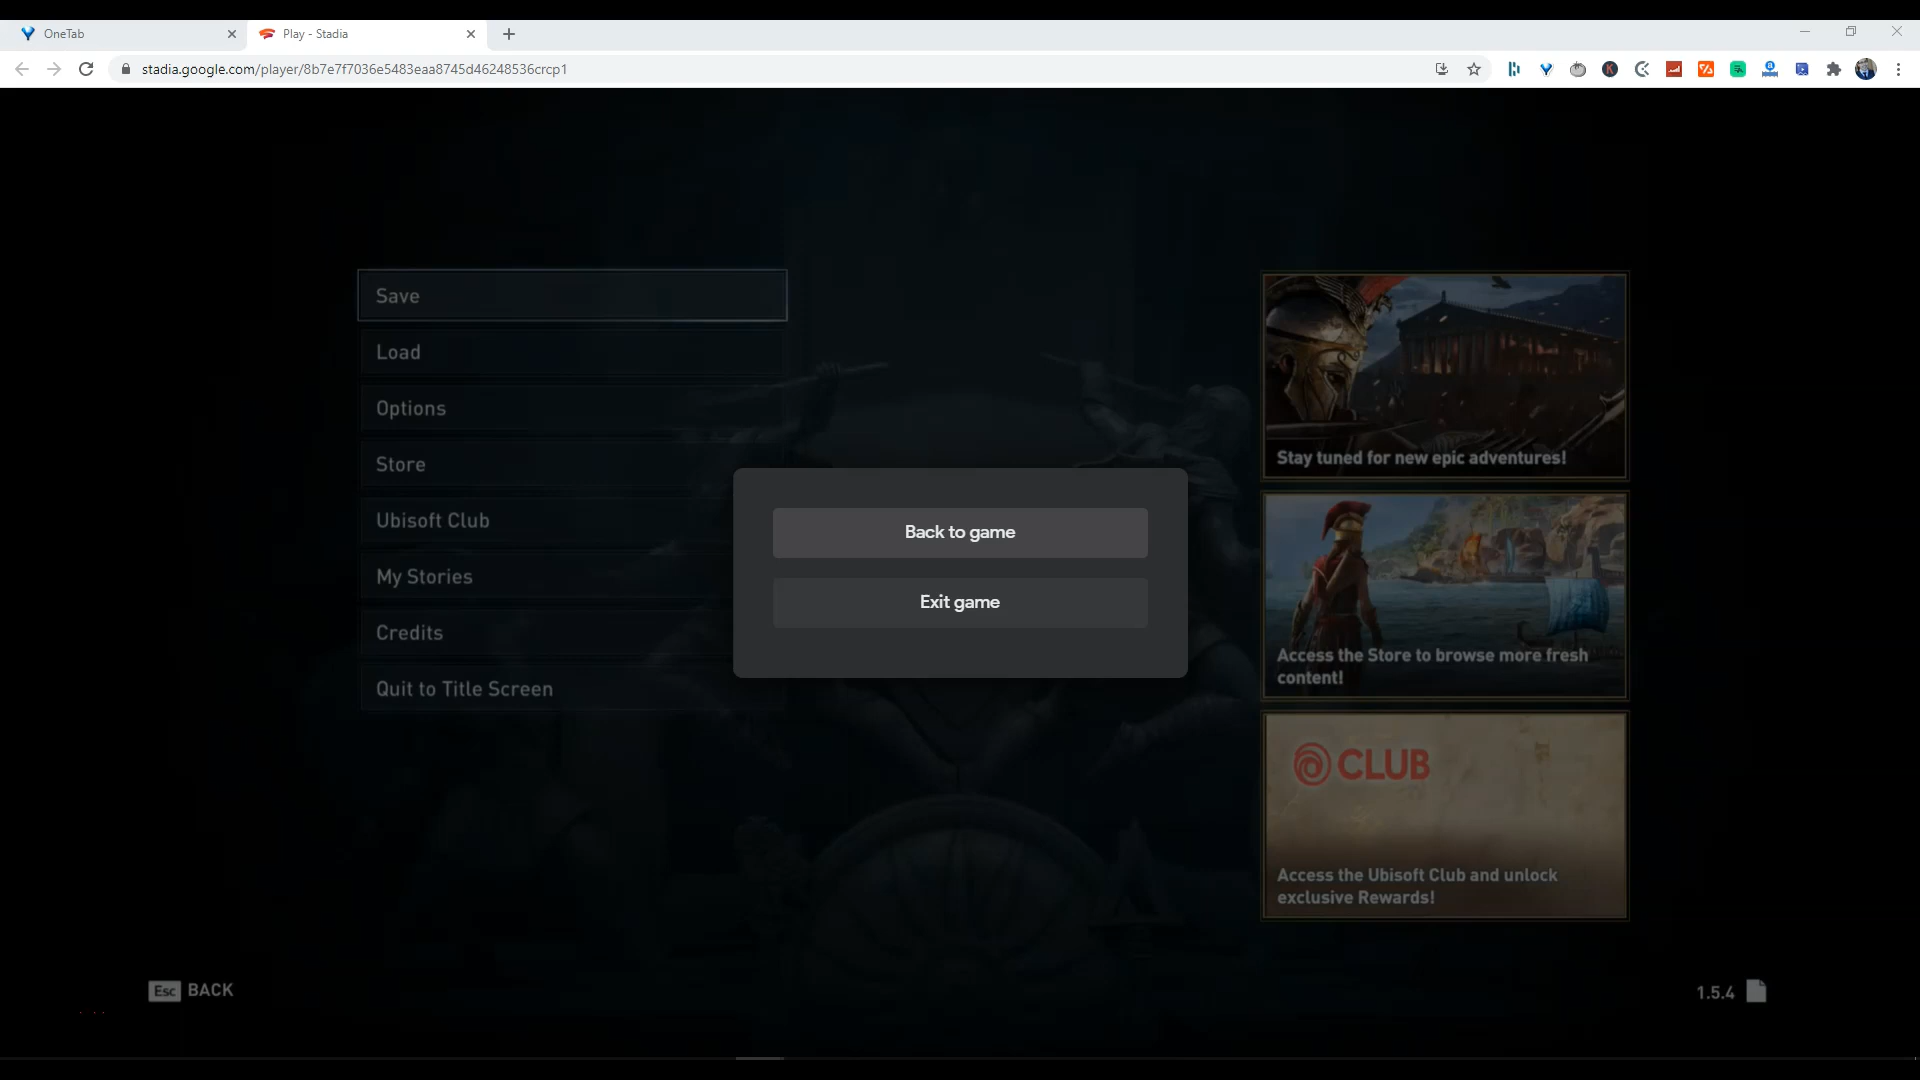 OneTab
Play - Stadia
stadia.google.com/player/8b7e7f7036e5483eaa8745d46248536crcp1
Save
Load
Options
Store
Ubisoft Club
My Stories
Credits
Quit to Title Screen
Back to game
Exit game
Stay tuned for new epic adventures!
Access the Store to browse more fresh
content!
CLUB
Access the Ubisoft Club and unlock
exclusive Rewards!
Esc BACK
1.5.4